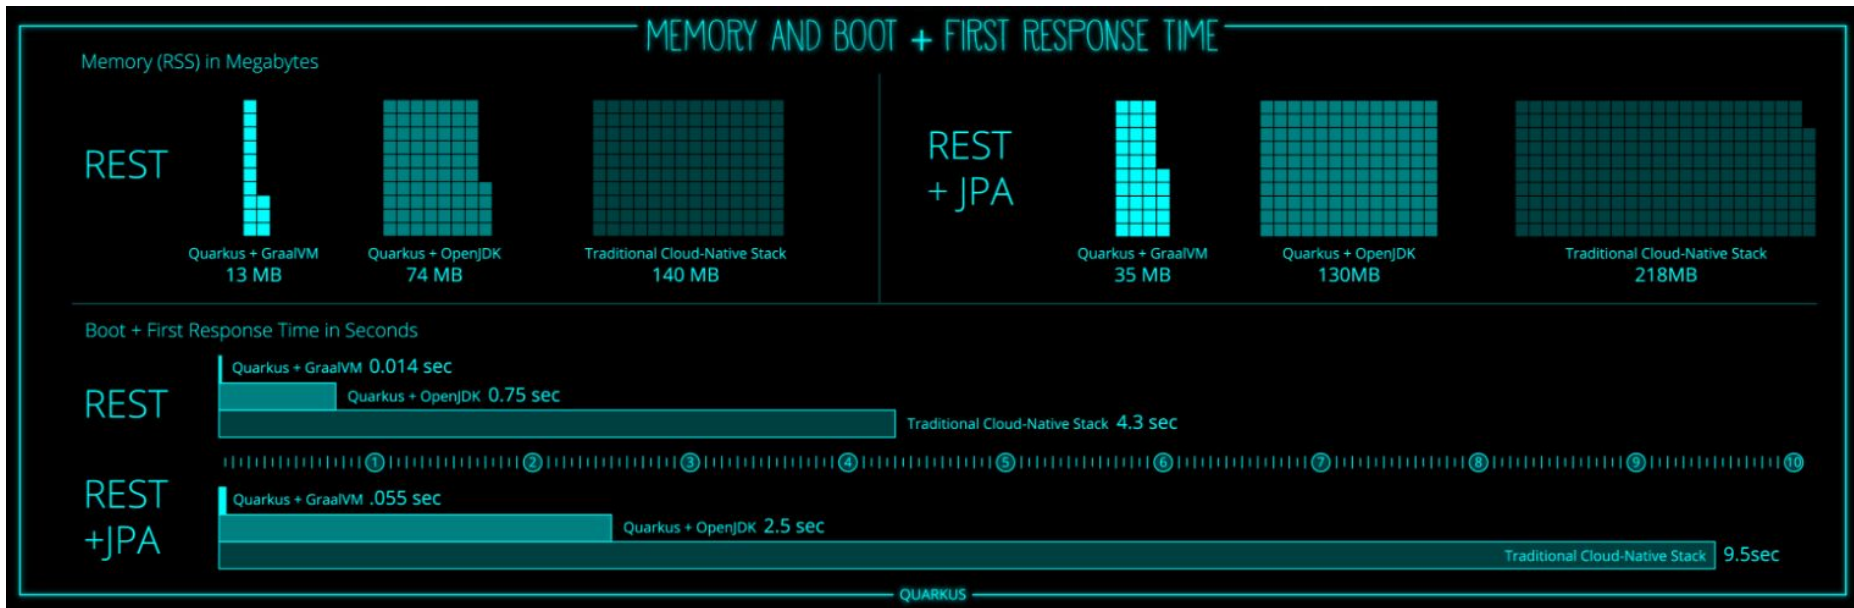 MEMORY AND BOOT + FIRST RESPONSE TIME
Memory (RSS) in Megabytes
REST
Quarkus + GraalVM
13 MB
Quarkus + OpenJDK
74 MB
Traditional Cloud-Native Stack
140 MB
REST
+ JPA
Quarkus + GraalVM
35 MB
Quarkus + OpenJDK
130MB
Traditional Cloud-Native Stack
218MB
Boot + First Response Time in Seconds
REST
Quarkus + GraalVM 0.014 sec
Quarkus + OpenJDK 0.75 sec
Traditional Cloud-Native Stack 4.3 sec
1 2 3 4 5 6 7 8 9 10
REST
+JPA
Quarkus + GraalVM .055 sec
Quarkus + OpenJDK 2.5 sec
Traditional Cloud-Native Stack 9.5sec
QUARKUS